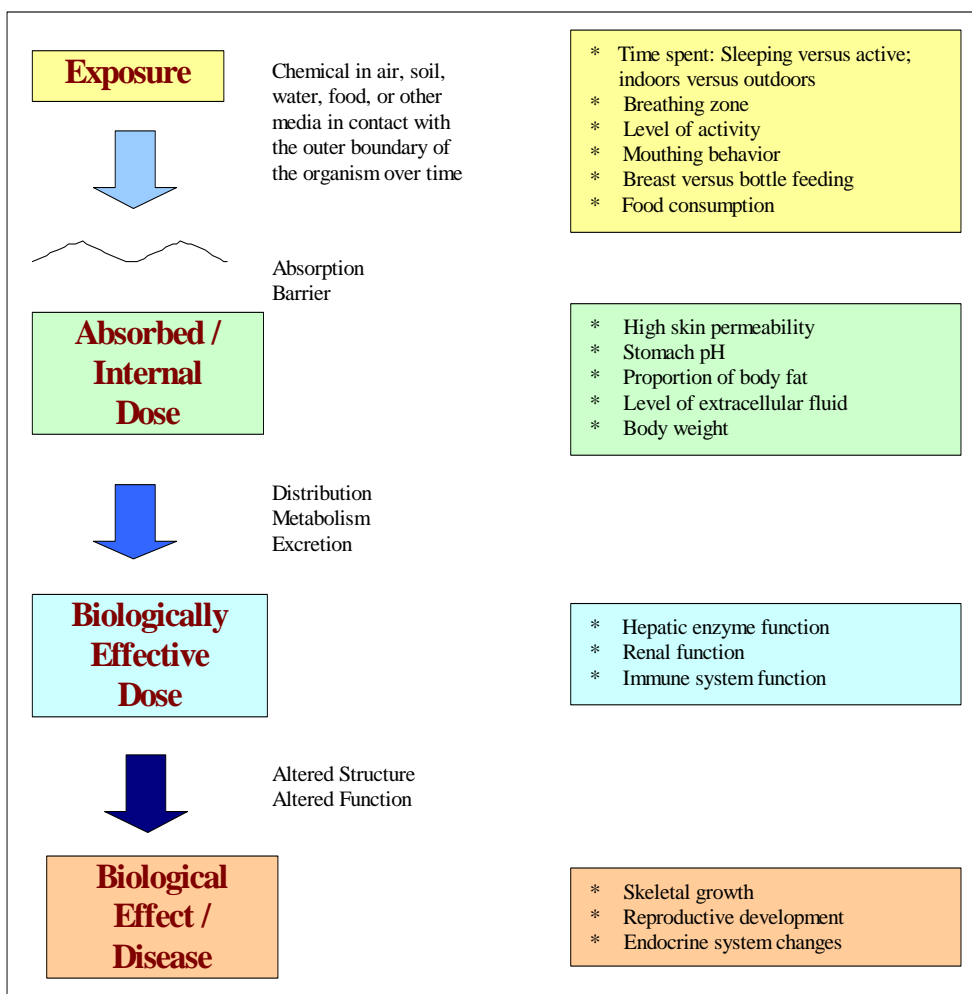 Exposure
Chemical in air, soil,
water, food, or other
media in contact with
the outer boundary of
the organism over time
* Time spent: Sleeping versus active;
indoors versus outdoors
* Breathing zone
* Level of activity
* Mouthing behavior
* Breast versus bottle feeding
* Food consumption
Absorption
Barrier
Absorbed /
Internal
Dose
* High skin permeability
* Stomach pH
* Proportion of body fat
* Level of extracellular fluid
* Body weight
Distribution
Metabolism
Excretion
Biologically
Effective
Dose
* Hepatic enzyme function
* Renal function
* Immune system function
Altered Structure
Altered Function
Biological
Effect /
Disease
* Skeletal growth
* Reproductive development
* Endocrine system changes